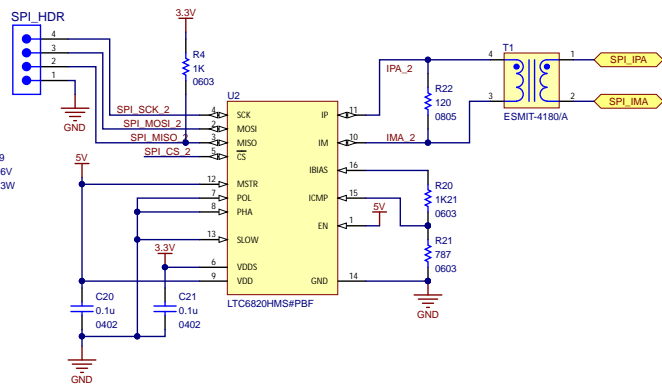 SPI_HDR
4
3
2
1
GND
3.3V
R4
1K
0603
SPI_SCK_2
SPI_MOSI_2
SPI_MISO_2
SPI_CS_2
9
6V
3W
5V
U2
4
SCK
2
MOSI
3
MISO
5
CS
12
MSTR
7
POL
8
PHA
13
SLOW
3.3V
6
VDDS
9
VDD
IP
11
IM
10
IBIAS
16
ICMP
15
EN
1
5V
GND
14
LTC6820HMS#PBF
C20
0.1u
0402
C21
0.1u
0402
GND
IPA_2
IMA_2
R22
120
0805
R20
1K21
0603
R21
787
0603
GND
T1
4
1
3
2
ESMIT-4180/A
SPI_IPA
SPI_IMA